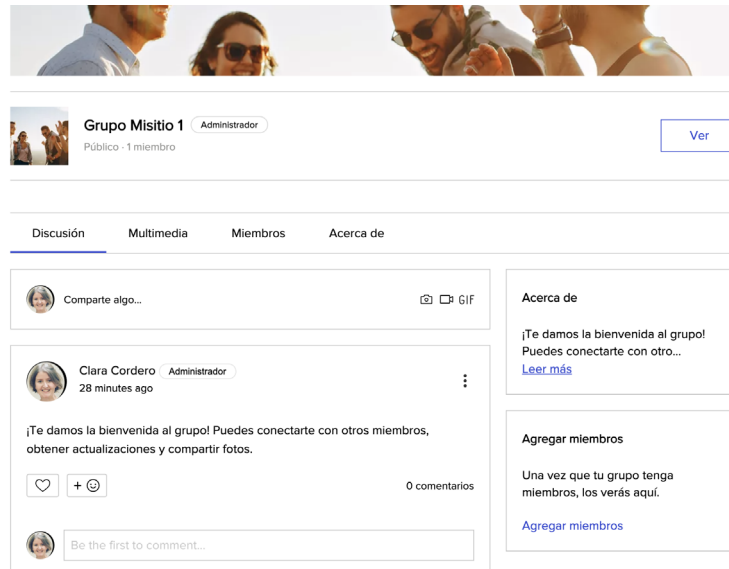 Grupo Misitio 1 Administrador
Público · 1 miembro
Ver
Discusión Multimedia Miembros Acerca de
Comparte algo...
GIF
Clara Cordero Administrador
28 minutes ago
¡Te damos la bienvenida al grupo! Puedes conectarte con otros miembros,
obtener actualizaciones y compartir fotos.
0 comentarios
Be the first to comment...
Acerca de
¡Te damos la bienvenida al grupo!
Puedes conectarte con otro...
Leer más
Agregar miembros
Una vez que tu grupo tenga
miembros, los verás aquí.
Agregar miembros